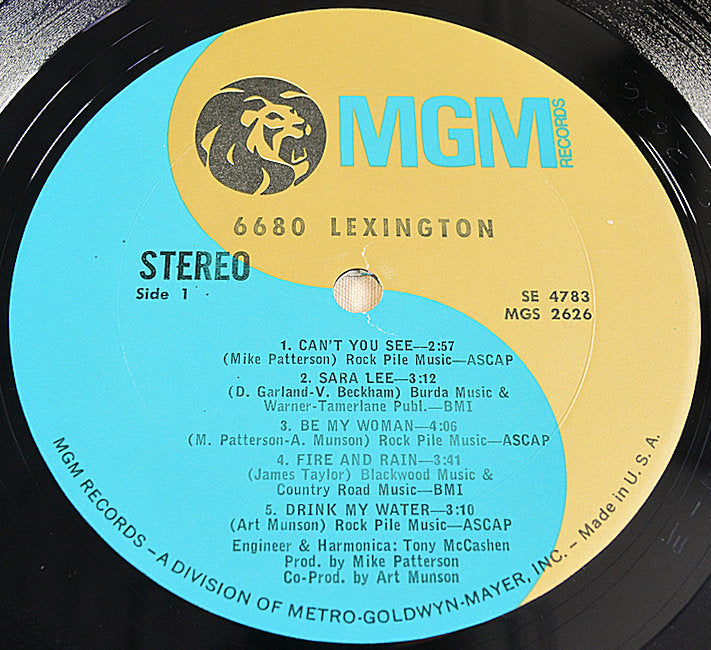 MGM RECORDS
6680 LEXINGTON
STEREO
Side 1
SE 4783
MGS 2626
1. CAN'T YOU SEE—2:57
(Mike Patterson) Rock Pile Music—ASCAP
2. SARA LEE—3:12
(D. Garland-V. Beckham) Burda Music &
Warner-Tamerlane Publ.—BMI
3. BE MY WOMAN—4:06
(M. Patterson-A. Munson) Rock Pile Music—ASCAP
4. FIRE AND RAIN—3:41
(James Taylor) Blackwood Music &
Country Road Music—BMI
5. DRINK MY WATER—3:10
(Art Munson) Rock Pile Music—ASCAP
Engineer & Harmonica: Tony McCashen
Prod. by Mike Patterson
Co-Prod. by Art Munson
MGM RECORDS – A DIVISION OF METRO-GOLDWYN-MAYER, INC. – Made in U. S. A.